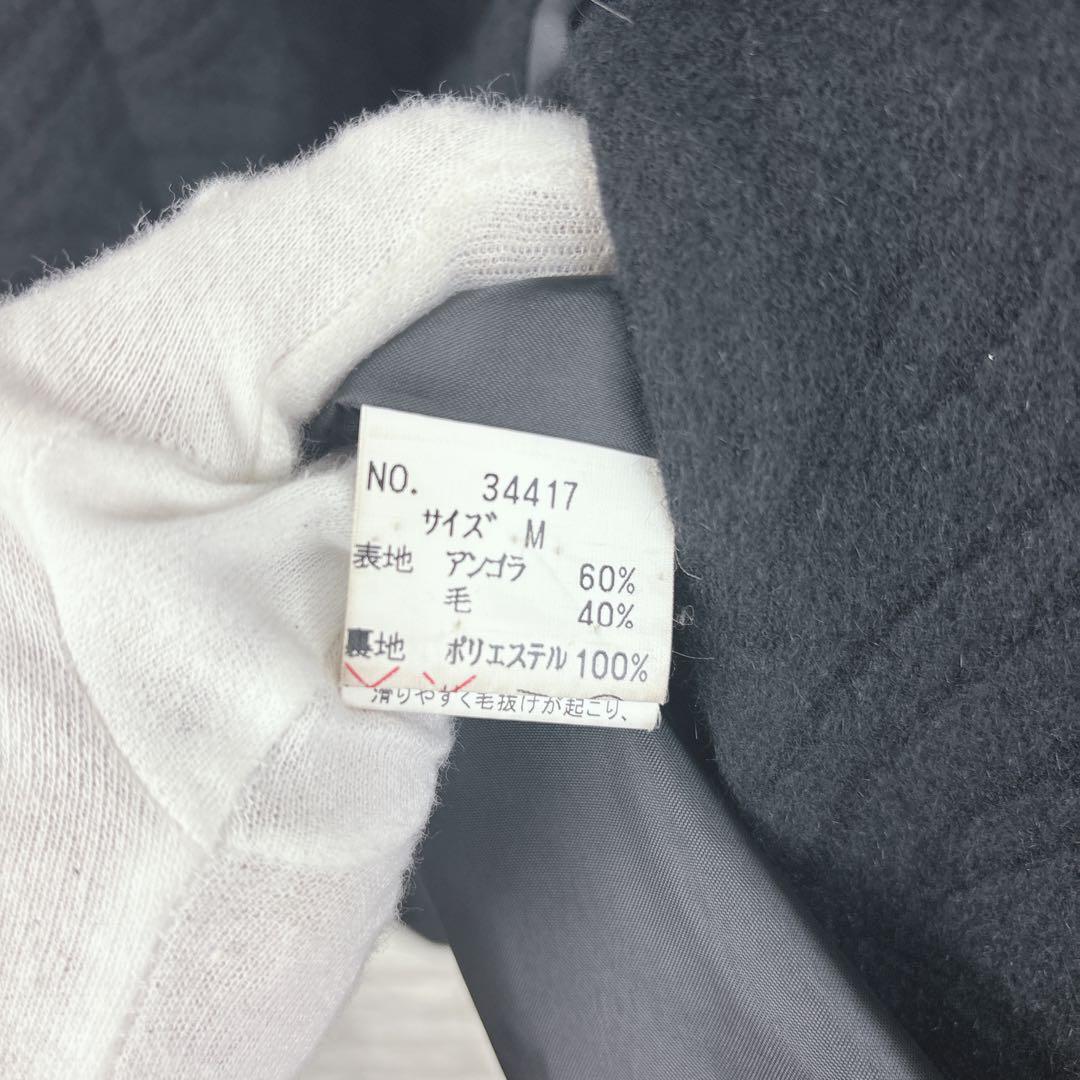 NO. 34417
サイズ M
表地 アンゴラ 60%
毛 40%
裏地 ポリエステル 100%
滑りやすく毛抜けが起こり、